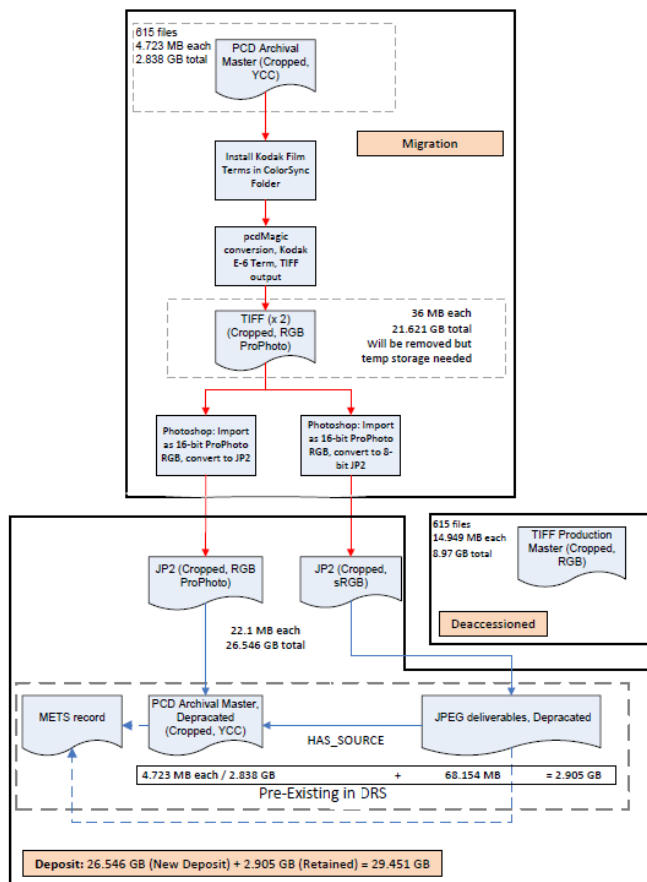 615 files
4.723 MB each
2.838 GB total
PCD Archival
Master (Cropped,
YCC)
Migration
Install Kodak Film
Terms in ColorSync
Folder
pcdMagic
conversion, Kodak
E-6 Term, TIFF
output
TIFF (x 2)
(Cropped, RGB
ProPhoto)
36 MB each
21.621 GB total
Will be removed but
temp storage needed
Photoshop: Import
as 16-bit ProPhoto
RGB, convert to JP2
Photoshop: Import
as 16-bit ProPhoto
RGB, convert to 8-
bit JP2
615 files
14.949 MB each
8.97 GB total
TIFF Production
Master (Cropped,
RGB)
Deaccessioned
JP2 (Cropped, RGB
ProPhoto)
JP2 (Cropped,
sRGB)
22.1 MB each
26.546 GB total
METS record
PCD Archival Master,
Depracated
(Cropped, YCC)
HAS_SOURCE
JPEG deliverables, Depracated
4.723 MB each / 2.838 GB + 68.154 MB = 2.905 GB
Pre-Existing in DRS
Deposit: 26.546 GB (New Deposit) + 2.905 GB (Retained) = 29.451 GB